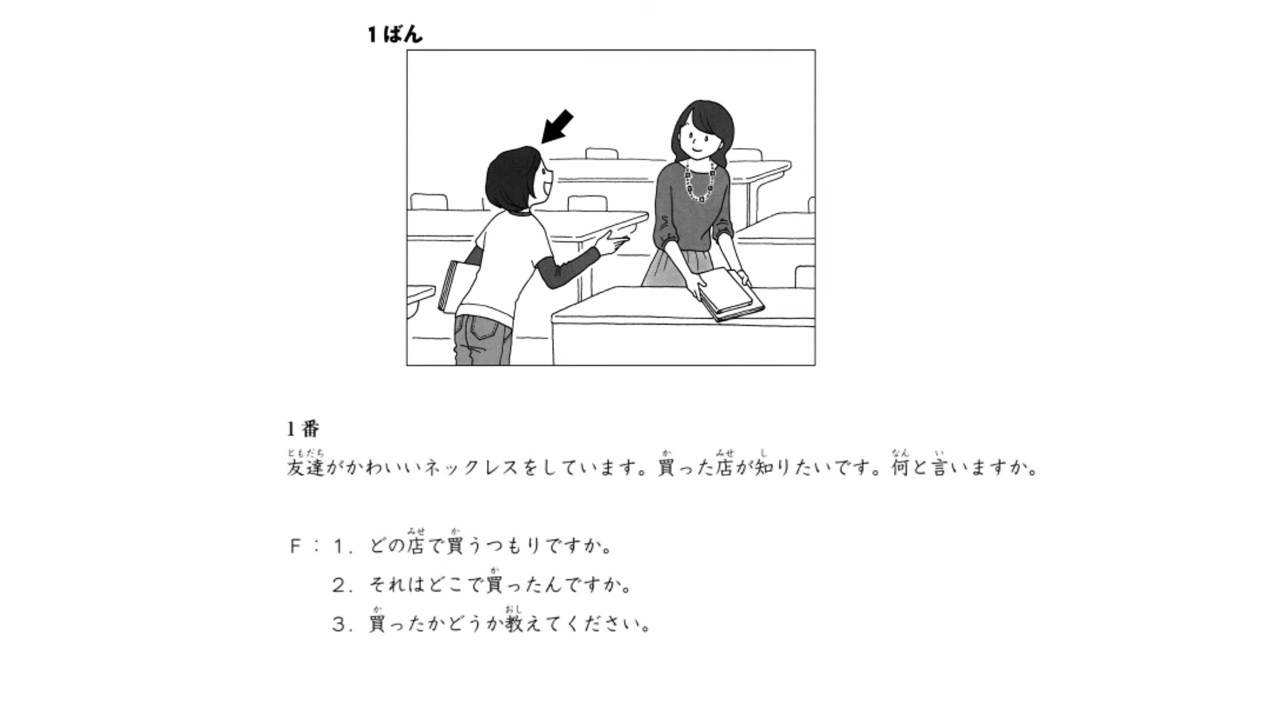 1ばん
1番
友達がかわいいネックレスをしています。買った店が知りたいです。何と言いますか。
F：1. どの店で買うつもりですか。
2. それはどこで買ったんですか。
3. 買ったかどうか教えてください。